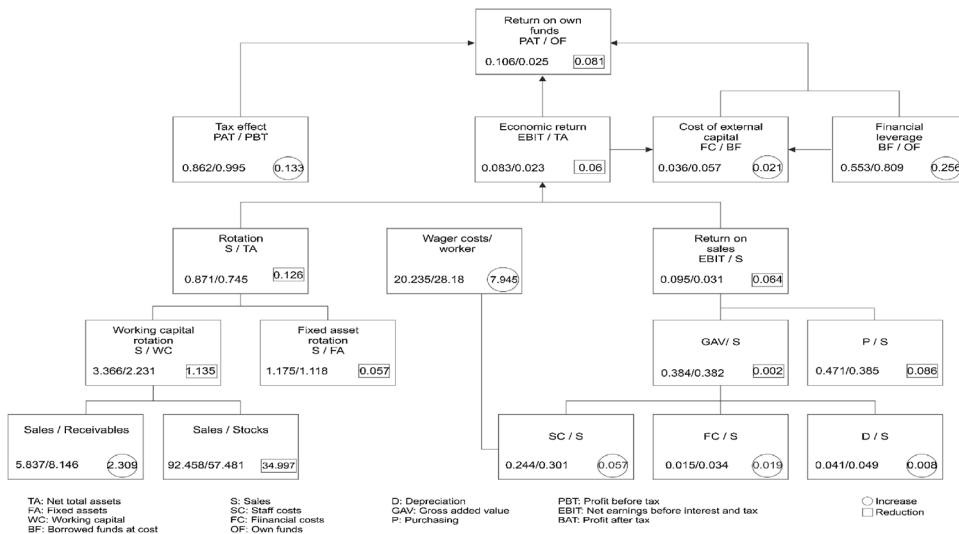 Return on own
funds
PAT / OF
0.106/0.025
0.081
Tax effect
PAT / PBT
0.862/0.995
0.133
Economic return
EBIT / TA
0.083/0.023
0.06
Cost of external
capital
FC / BF
0.036/0.057
0.021
Financial
leverage
BF / OF
0.553/0.809
0.256
Rotation
S / TA
0.871/0.745
0.126
Wager costs/
worker
20.235/28.18
7.945
Return on
sales
EBIT / S
0.095/0.031
0.064
Working capital
rotation
S / WC
3.366/2.231
1.135
Fixed asset
rotation
S / FA
1.175/1.118
0.057
GAV/ S
0.384/0.382
0.002
P / S
0.471/0.385
0.086
Sales / Receivables
5.837/8.146
2.309
Sales / Stocks
92.458/57.481
34.997
SC / S
0.244/0.301
0.057
FC / S
0.015/0.034
0.019
D / S
0.041/0.049
0.008
TA: Net total assets
FA: Fixed assets
WC: Working capital
BF: Borrowed funds at cost
S: Sales
SC: Staff costs
FC: Fiinancial costs
OF: Own funds
D: Depreciation
GAV: Gross added value
P: Purchasing
PBT: Profit before tax
EBIT: Net earnings before interest and tax
BAT: Profit after tax
Increase
Reduction